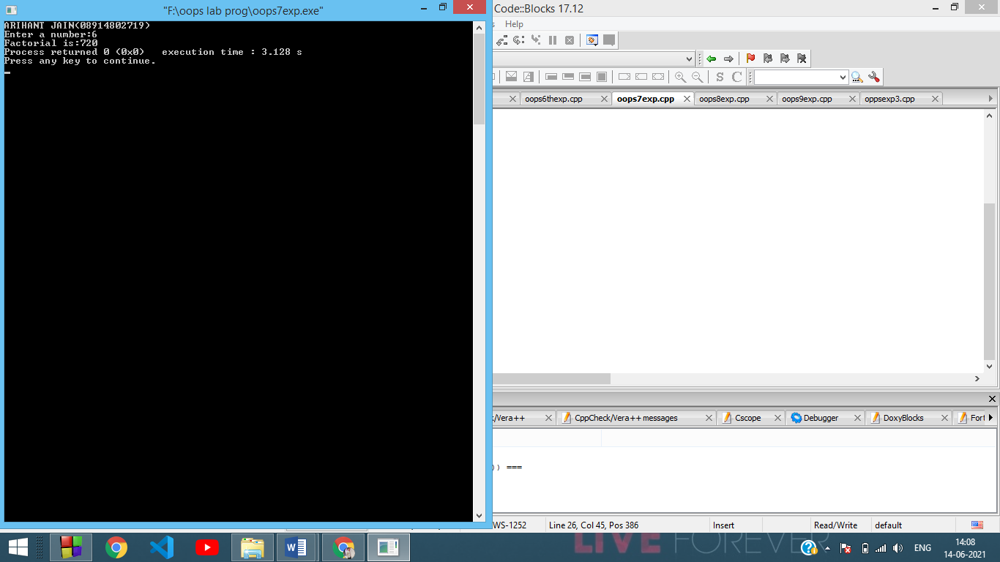 "F:\oops lab prog\oops7exp.exe"
Code::Blocks 17.12
ARIHANT JAIN(08914802719)
Enter a number:6
Factorial is:720
Process returned 0 (0x0)   execution time : 3.128 s
Press any key to continue.
Help
S C
oops6thexp.cpp oops7exp.cpp oops8exp.cpp oops9exp.cpp oppsexp3.cpp
/Vera++ CppCheck/Vera++ messages Cscope Debugger DoxyBlocks Fort
)) ===
WS-1252 Line 26, Col 45, Pos 386 Insert Read/Write default
LIVE FOREVER
ENG
14:08
14-06-2021